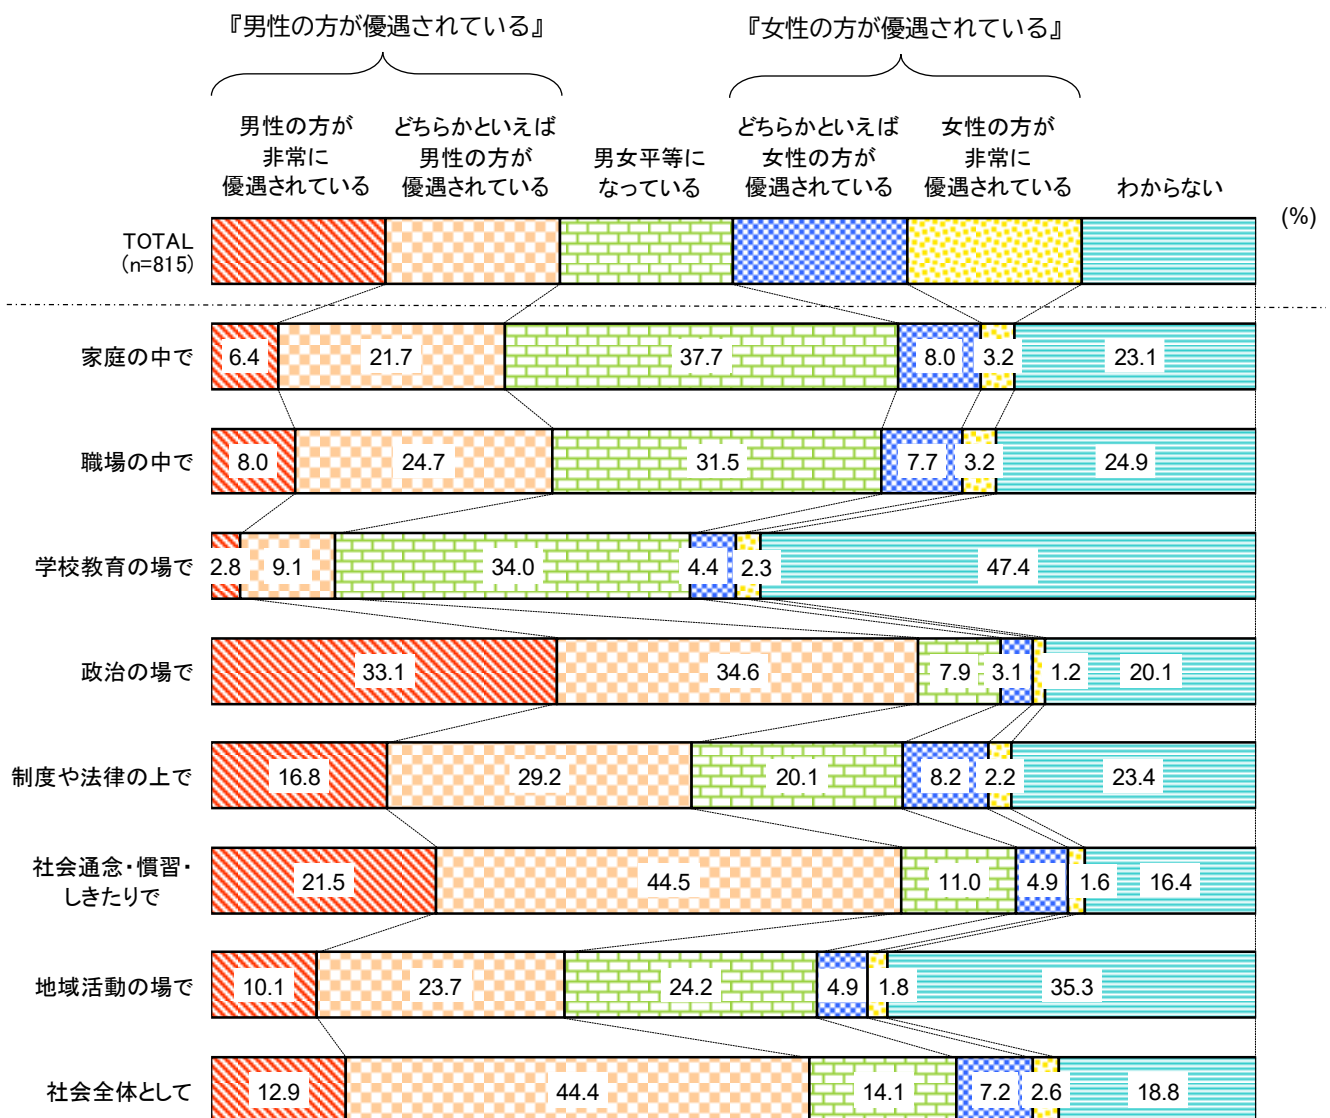 『男性の方が優遇されている』 『女性の方が優遇されている』
男性の方が
非常に
優遇されている
どちらかといえば
男性の方が
優遇されている
男女平等に
なっている
どちらかといえば
女性の方が
優遇されている
女性の方が
非常に
優遇されている
わからない
(%)
TOTAL
(n=815)
家庭の中で 6.4 21.7 37.7 8.0 3.2 23.1
職場の中で 8.0 24.7 31.5 7.7 3.2 24.9
学校教育の場で 2.8 9.1 34.0 4.4 2.3 47.4
政治の場で 33.1 34.6 7.9 3.1 1.2 20.1
制度や法律の上で 16.8 29.2 20.1 8.2 2.2 23.4
社会通念・慣習・
しきたりで
21.5 44.5 11.0 4.9 1.6 16.4
地域活動の場で 10.1 23.7 24.2 4.9 1.8 35.3
社会全体として 12.9 44.4 14.1 7.2 2.6 18.8